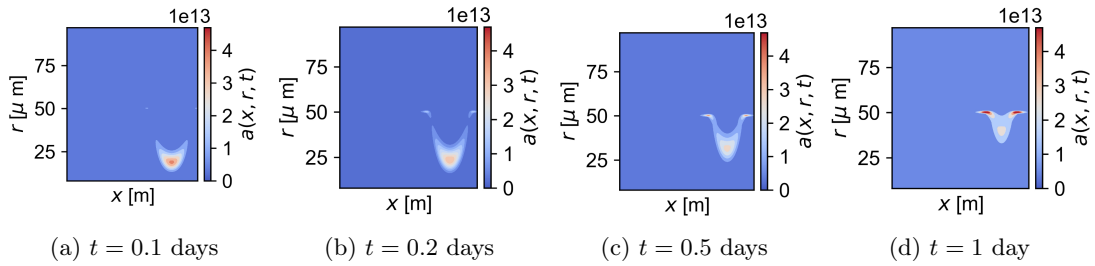 1e13
r [μ m]
75
50
25
x [m]
4
3
2
1
0
a(x, r, t)
(a) t = 0.1 days
1e13
r [μ m]
75
50
25
x [m]
4
3
2
1
0
a(x, r, t)
(b) t = 0.2 days
1e13
r [μ m]
75
50
25
x [m]
4
3
2
1
0
a(x, r, t)
(c) t = 0.5 days
1e13
r [μ m]
75
50
25
x [m]
4
3
2
1
0
a(x, r, t)
(d) t = 1 day